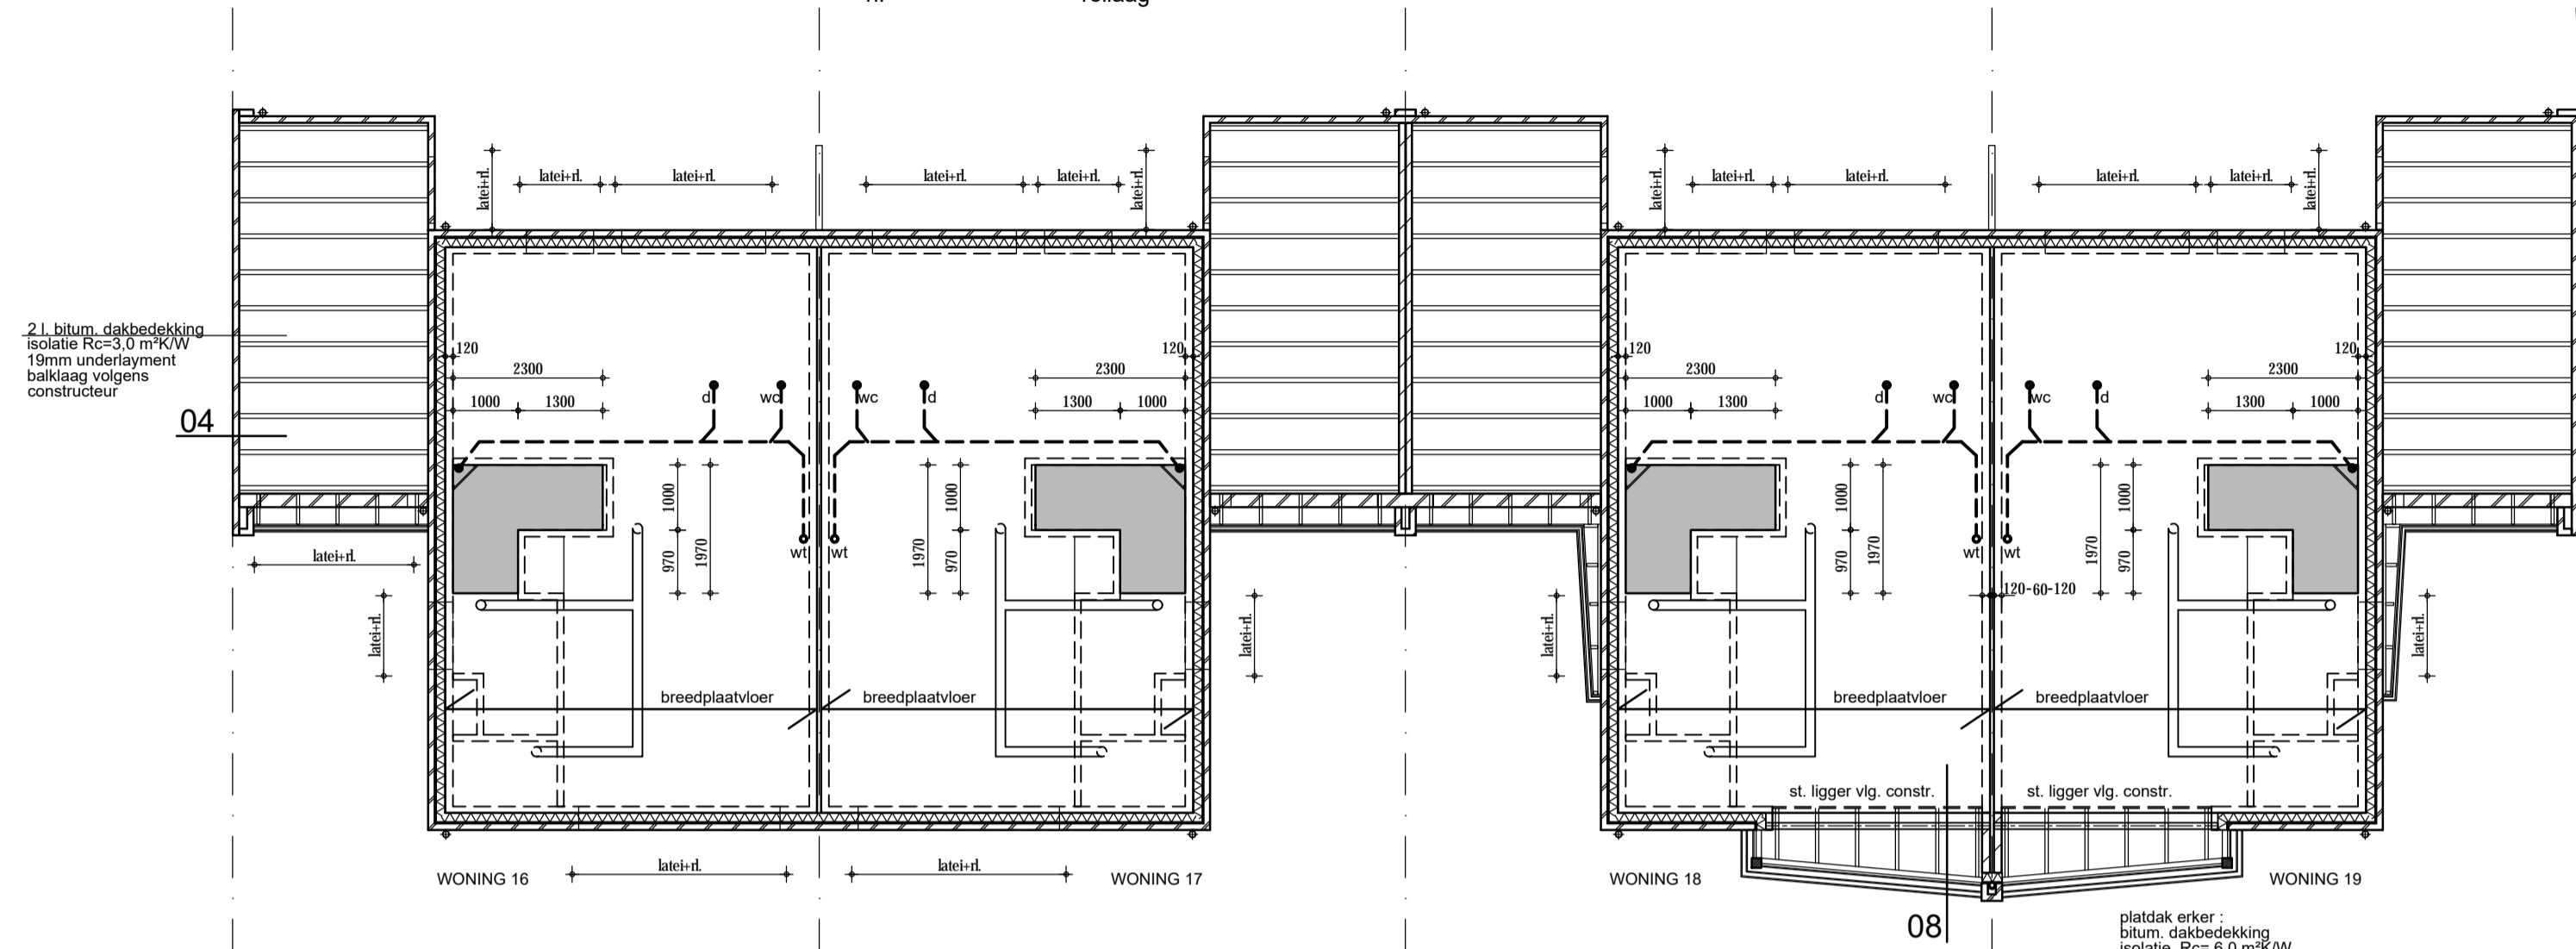 latei+rl.
latei+rl.
latei+rl.
latei+rl.
latei+rl.
latei+rl.
latei+rl.
latei+rl.
latei+rl.
latei+rl.
latei+rl.
latei+rl.
2 l. bitum. dakbedekking
isolatie Rc=3,0 m²K/W
19mm underlayment
balklaag volgens
constructeur
04
120
120
120
120
2300
2300
2300
2300
1000
1300
1300
1000
1000
1300
1300
1000
d
wc
wc
d
d
wc
wc
d
1000
1970
970
1970
1000
970
1000
1970
970
1970
1000
970
wt
wt
wt
wt
120-60-120
latei+rl.
latei+rl.
latei+rl.
latei+rl.
latei+rl.
breedplaatvloer
breedplaatvloer
breedplaatvloer
breedplaatvloer
st. ligger vlg. constr.
st. ligger vlg. constr.
latei+rl.
latei+rl.
WONING 16
WONING 17
WONING 18
WONING 19
08
platdak erker :
bitum. dakbedekking
isolatie Rc= 6,0 m²K/W